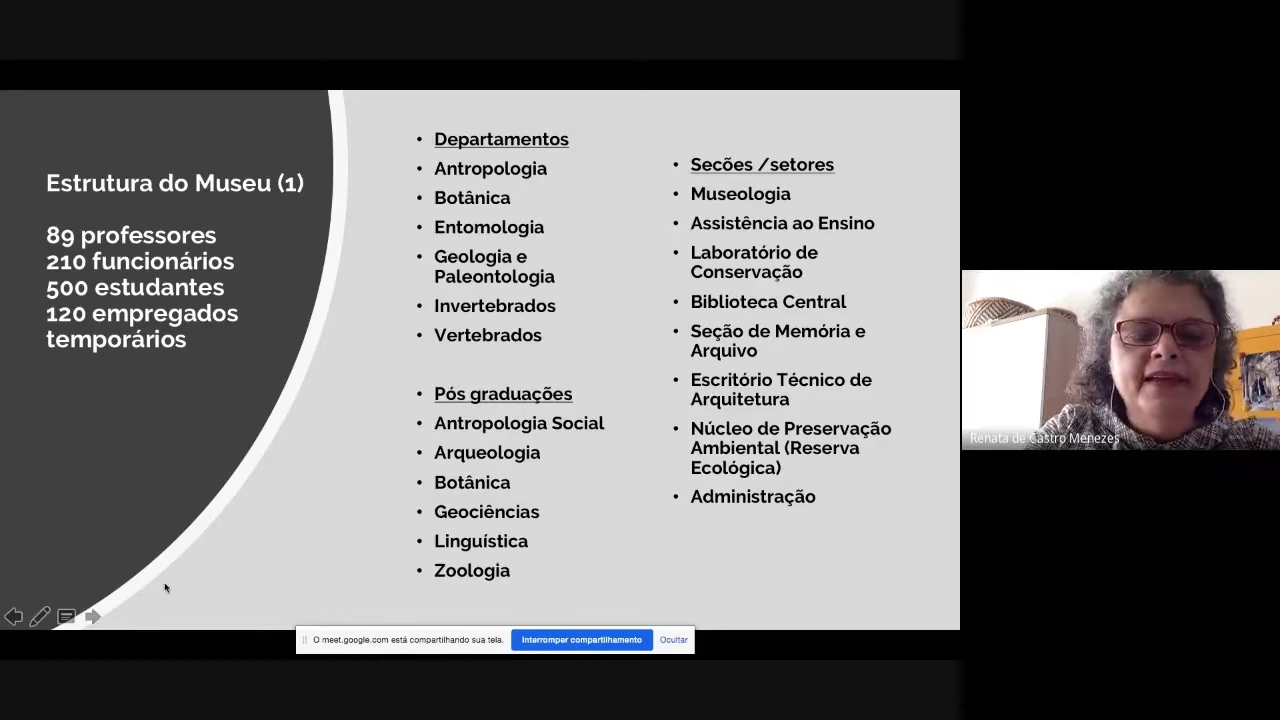 Estrutura do Museu (1)
89 professores
210 funcionários
500 estudantes
120 empregados
temporários
• Departamentos
• Antropologia
• Botânica
• Entomologia
• Geologia e
Paleontologia
• Invertebrados
• Vertebrados
• Pós graduações
• Antropologia Social
• Arqueologia
• Botânica
• Geociências
• Linguística
• Zoologia
• Secões /setores
• Museologia
• Assistência ao Ensino
• Laboratório de
Conservação
• Biblioteca Central
• Seção de Memória e
Arquivo
• Escritório Técnico de
Arquitetura
• Núcleo de Preservação
Ambiental (Reserva
Ecológica)
• Administração
Renata de Castro Menezes
O meet.google.com está compartilhando sua tela. Interromper compartilhamento Ocultar